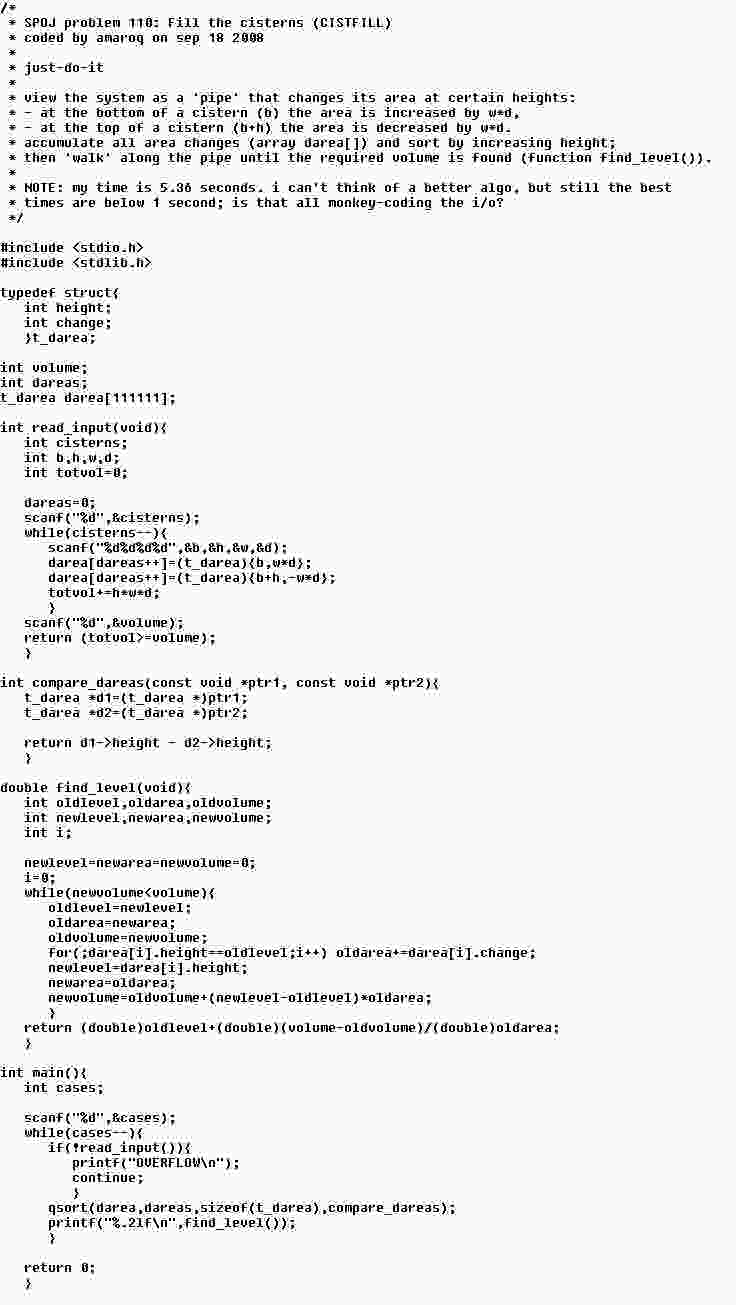 /*
 * SPOJ problem 110: Fill the cisterns (CISTFILL)
 * coded by amaroq on sep 18 2008
 *
 * just-do-it
 *
 * view the system as a 'pipe' that changes its area at certain heights:
 * - at the bottom of a cistern (b) the area is increased by w*d,
 * - at the top of a cistern (b+h) the area is decreased by w*d.
 * accumulate all area changes (array darea[]) and sort by increasing height;
 * then 'walk' along the pipe until the required volume is found (function find_level()).
 *
 * NOTE: my time is 5.36 seconds. i can't think of a better algo, but still the best
 * times are below 1 second; is that all monkey-coding the i/o?
 */

#include <stdio.h>
#include <stdlib.h>

typedef struct{
   int height;
   int change;
   }t_darea;

int volume;
int dareas;
t_darea darea[111111];

int read_input(void){
   int cisterns;
   int b,h,w,d;
   int totvol=0;

   dareas=0;
   scanf("%d",&cisterns);
   while(cisterns--){
      scanf("%d%d%d%d",&b,&h,&w,&d);
      darea[dareas++]=(t_darea){b,w*d};
      darea[dareas++]=(t_darea){b+h,-w*d};
      totvol+=h*w*d;
      }
   scanf("%d",&volume);
   return (totvol>=volume);
   }

int compare_dareas(const void *ptr1, const void *ptr2){
   t_darea *d1=(t_darea *)ptr1;
   t_darea *d2=(t_darea *)ptr2;

   return d1->height - d2->height;
   }

double find_level(void){
   int oldlevel,oldarea,oldvolume;
   int newlevel,newarea,newvolume;
   int i;

   newlevel=newarea=newvolume=0;
   i=0;
   while(newvolume<volume){
      oldlevel=newlevel;
      oldarea=newarea;
      oldvolume=newvolume;
      for(;darea[i].height==oldlevel;i++) oldarea+=darea[i].change;
      newlevel=darea[i].height;
      newarea=oldarea;
      newvolume=oldvolume+(newlevel-oldlevel)*oldarea;
      }
   return (double)oldlevel+(double)(volume-oldvolume)/(double)oldarea;
   }

int main(){
   int cases;

   scanf("%d",&cases);
   while(cases--){
      if(!read_input()){
         printf("OVERFLOW\n");
         continue;
         }
      qsort(darea,dareas,sizeof(t_darea),compare_dareas);
      printf("%.2lf\n",find_level());
      }

   return 0;
   }